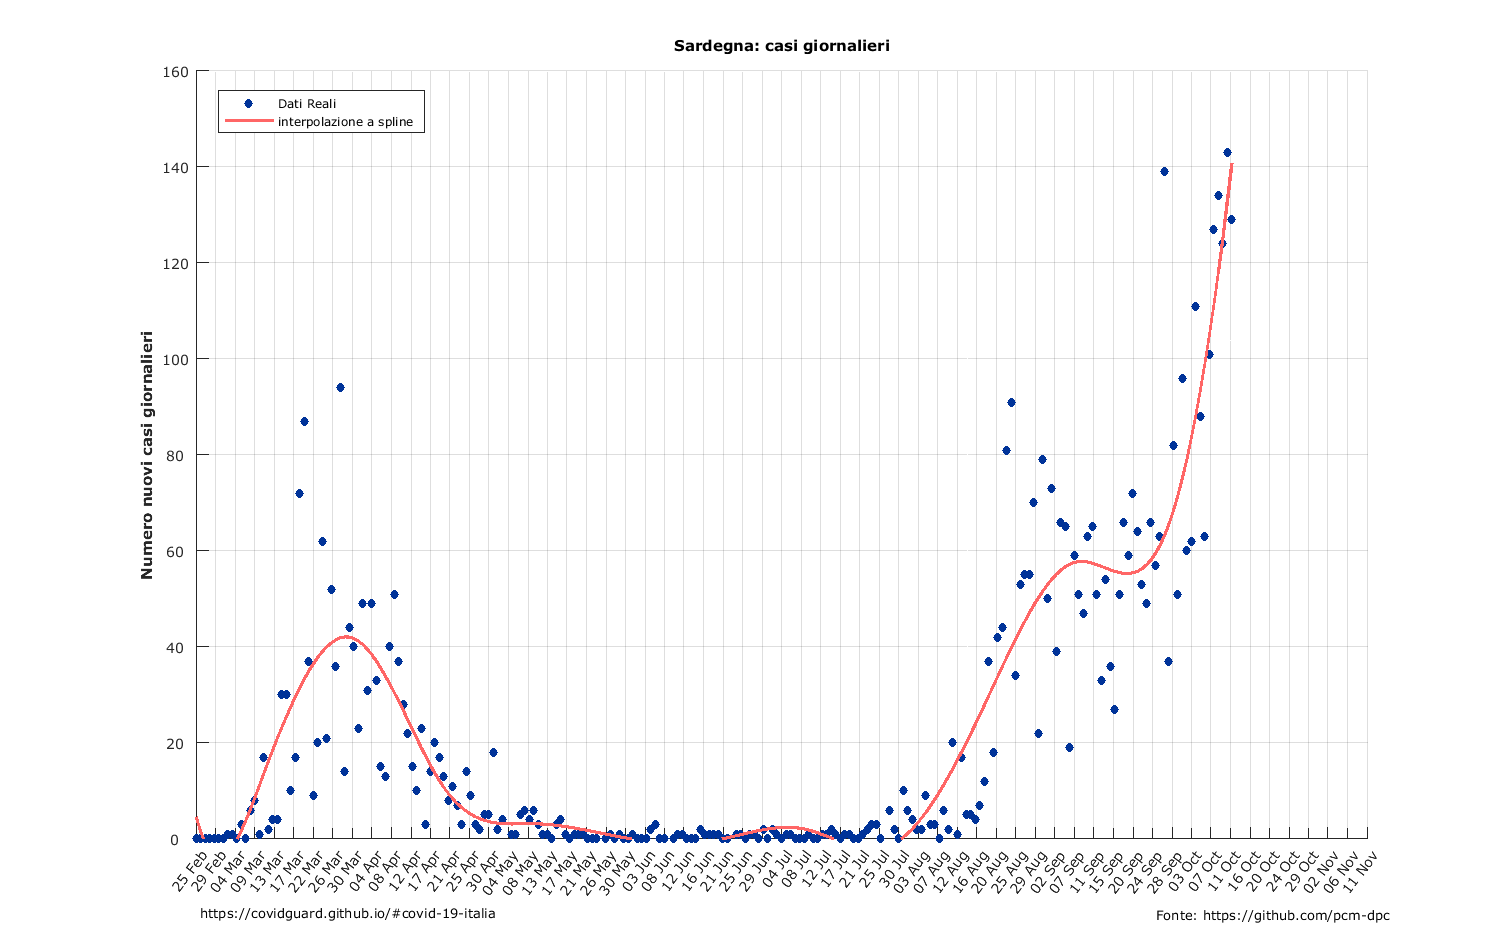 Sardegna: casi giornalieri
160
140
120
100
80
60
40
20
0
Numero nuovi casi giornalieri
Dati Reali
interpolazione a spline
25 Feb
29 Feb
04 Mar
09 Mar
13 Mar
17 Mar
22 Mar
26 Mar
30 Mar
04 Apr
08 Apr
12 Apr
17 Apr
21 Apr
25 Apr
30 Apr
04 May
08 May
13 May
17 May
21 May
26 May
30 May
03 Jun
08 Jun
12 Jun
16 Jun
21 Jun
25 Jun
29 Jun
04 Jul
08 Jul
12 Jul
17 Jul
21 Jul
25 Jul
30 Jul
03 Aug
07 Aug
12 Aug
16 Aug
20 Aug
25 Aug
29 Aug
02 Sep
07 Sep
11 Sep
15 Sep
20 Sep
24 Sep
28 Sep
03 Oct
07 Oct
11 Oct
16 Oct
20 Oct
24 Oct
29 Oct
02 Nov
06 Nov
11 Nov
https://covidguard.github.io/#covid-19-italia
Fonte: https://github.com/pcm-dpc